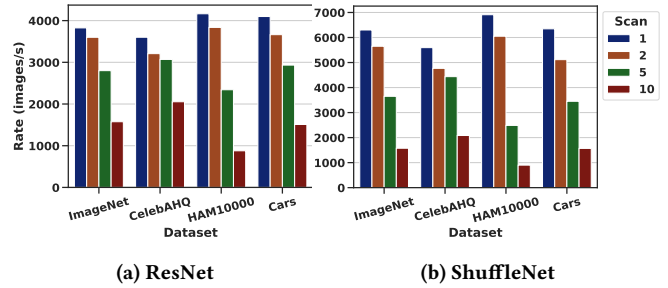 Rate (images/s)
4000
3000
2000
1000
0
ImageNet
CelebAHQ
HAM10000
Cars
Dataset
(a) ResNet
7000
6000
5000
4000
3000
2000
1000
0
ImageNet
CelebAHQ
HAM10000
Cars
Dataset
(b) ShuffleNet
Scan
1
2
5
10